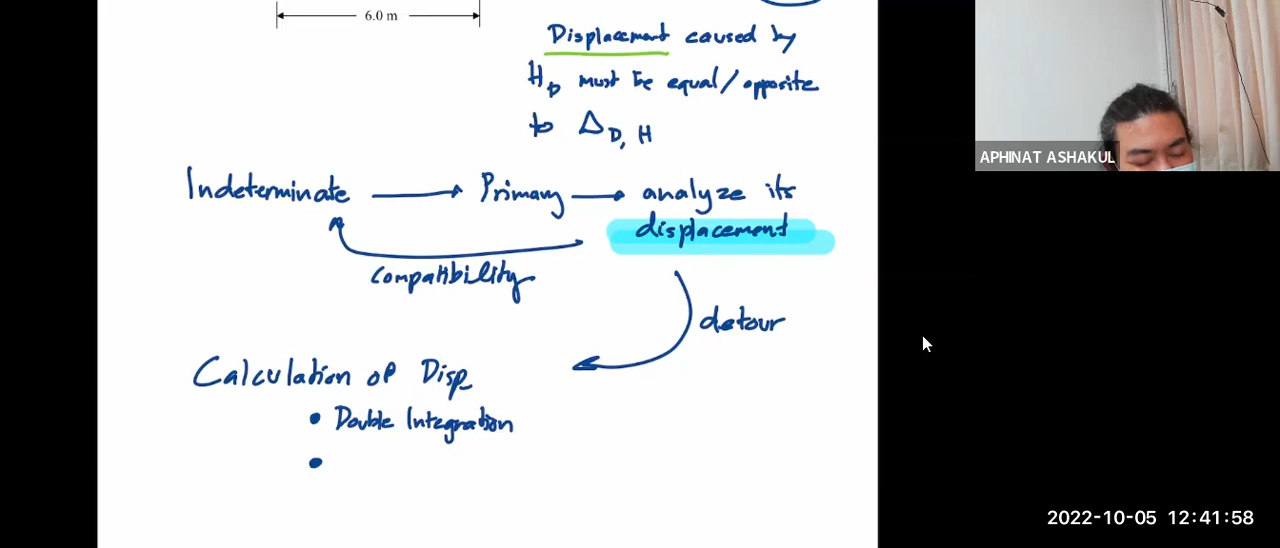 6.0 m
Displacement caused by
H_D must be equal/opposite
to Δ_D, H
APHINAT ASHAKUL
Indeterminate → Primary → analyze its
displacement
compatibility
detour
Calculation of Disp
• Double Integration
•
2022-10-05 12:41:58